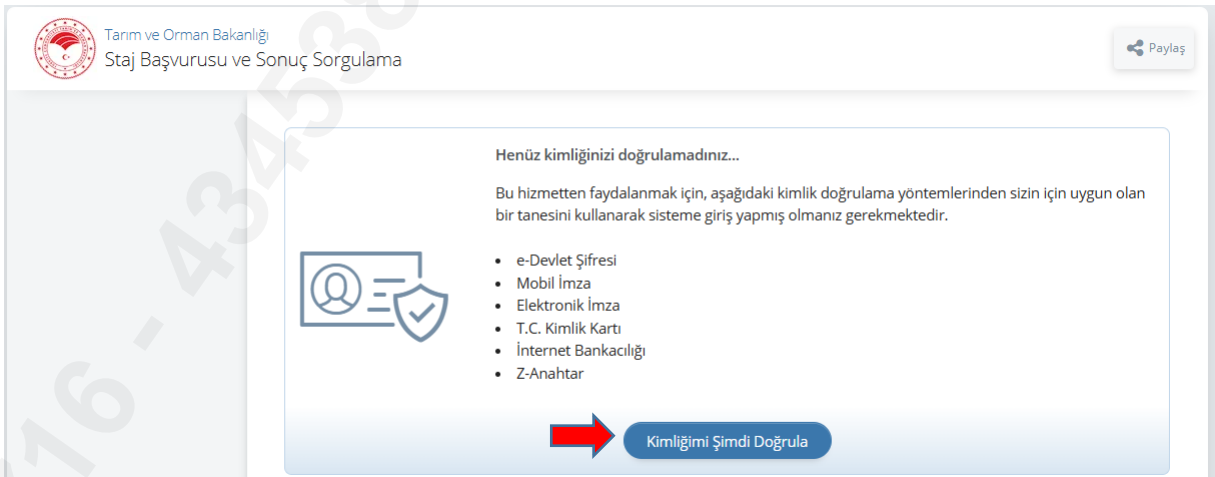 Tarım ve Orman Bakanlığı
Staj Başvurusu ve Sonuç Sorgulama
Paylaş
Henüz kimliğinizi doğrulamadınız...
Bu hizmetten faydalanmak için, aşağıdaki kimlik doğrulama yöntemlerinden sizin için uygun olan
bir tanesini kullanarak sisteme giriş yapmış olmanız gerekmektedir.
• e-Devlet Şifresi
• Mobil İmza
• Elektronik İmza
• T.C. Kimlik Kartı
• İnternet Bankacılığı
• Z-Anahtar
Kimliğimi Şimdi Doğrula